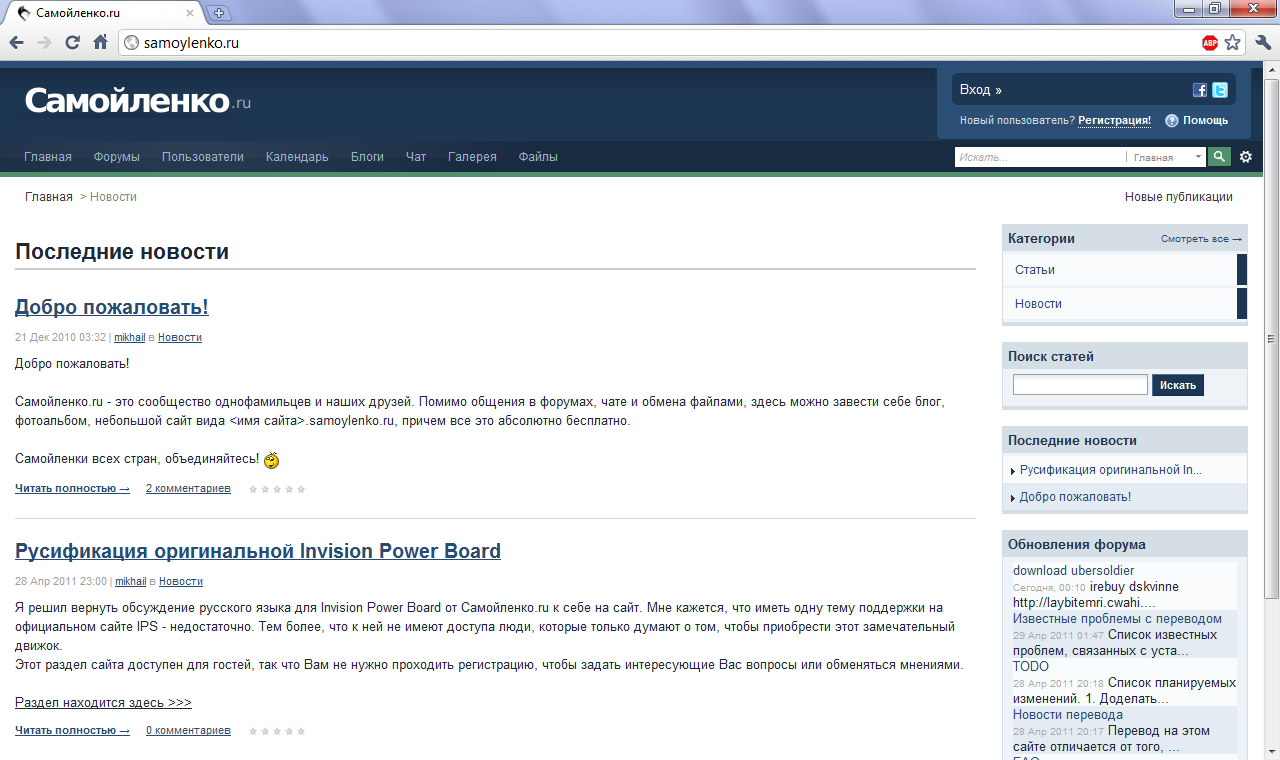 Самойленко.ru
samoylenko.ru
ABP
Самойленко.ru
Вход »
Новый пользователь? Регистрация! Помощь
Главная Форумы Пользователи Календарь Блоги Чат Галерея Файлы
Искать... Главная
Главная > Новости
Новые публикации
Последние новости
Добро пожаловать!
21 Дек 2010 03:32 | mikhail в Новости
Добро пожаловать!
Самойленко.ru - это сообщество однофамильцев и наших друзей. Помимо общения в форумах, чате и обмена файлами, здесь можно завести себе блог,
фотоальбом, небольшой сайт вида <имя сайта>.samoylenko.ru, причем все это абсолютно бесплатно.
Самойленки всех стран, объединяйтесь!
Читать полностью → 2 комментариев
Русификация оригинальной Invision Power Board
28 Апр 2011 23:00 | mikhail в Новости
Я решил вернуть обсуждение русского языка для Invision Power Board от Самойленко.ru к себе на сайт. Мне кажется, что иметь одну тему поддержки на
официальном сайте IPS - недостаточно. Тем более, что к ней не имеют доступа люди, которые только думают о том, чтобы приобрести этот замечательный
движок.
Этот раздел сайта доступен для гостей, так что Вам не нужно проходить регистрацию, чтобы задать интересующие Вас вопросы или обменяться мнениями.
Раздел находится здесь >>>
Читать полностью → 0 комментариев
Категории Смотреть все →
Статьи
Новости
Поиск статей
Искать
Последние новости
Русификация оригинальной In...
Добро пожаловать!
Обновления форума
download ubersoldier
Сегодня, 00:10 irebuy dskvinne
http://laybitemri.cwahi....
Известные проблемы с переводом
29 Апр 2011 01:47 Список известных
проблем, связанных с уста...
TODO
28 Апр 2011 20:18 Список планируемых
изменений. 1. Доделать...
Новости перевода
28 Апр 2011 20:17 Перевод на этом
сайте отличается от того, ...